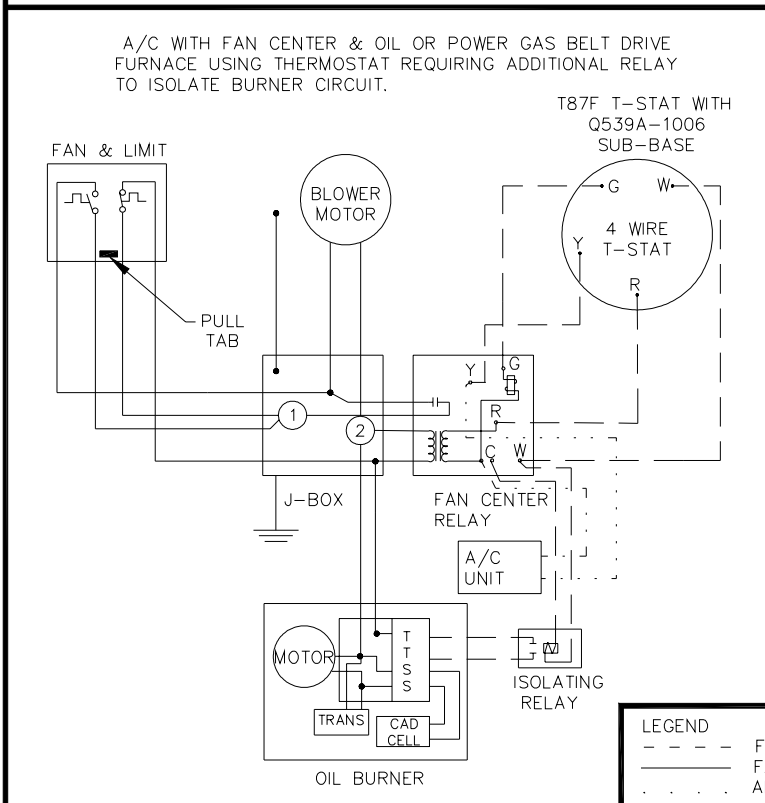 A/C WITH FAN CENTER & OIL OR POWER GAS BELT DRIVE
FURNACE USING THERMOSTAT REQUIRING ADDITIONAL RELAY
TO ISOLATE BURNER CIRCUIT.
T87F T-STAT WITH
Q539A-1006
SUB-BASE
FAN & LIMIT
BLOWER
MOTOR
G
W
4 WIRE
T-STAT
Y
R
PULL
TAB
Y
G
R
C
W
1
2
J-BOX
FAN CENTER
RELAY
A/C
UNIT
MOTOR
T
T
S
S
TRANS
CAD
CELL
ISOLATING
RELAY
OIL BURNER
LEGEND
F
F
A